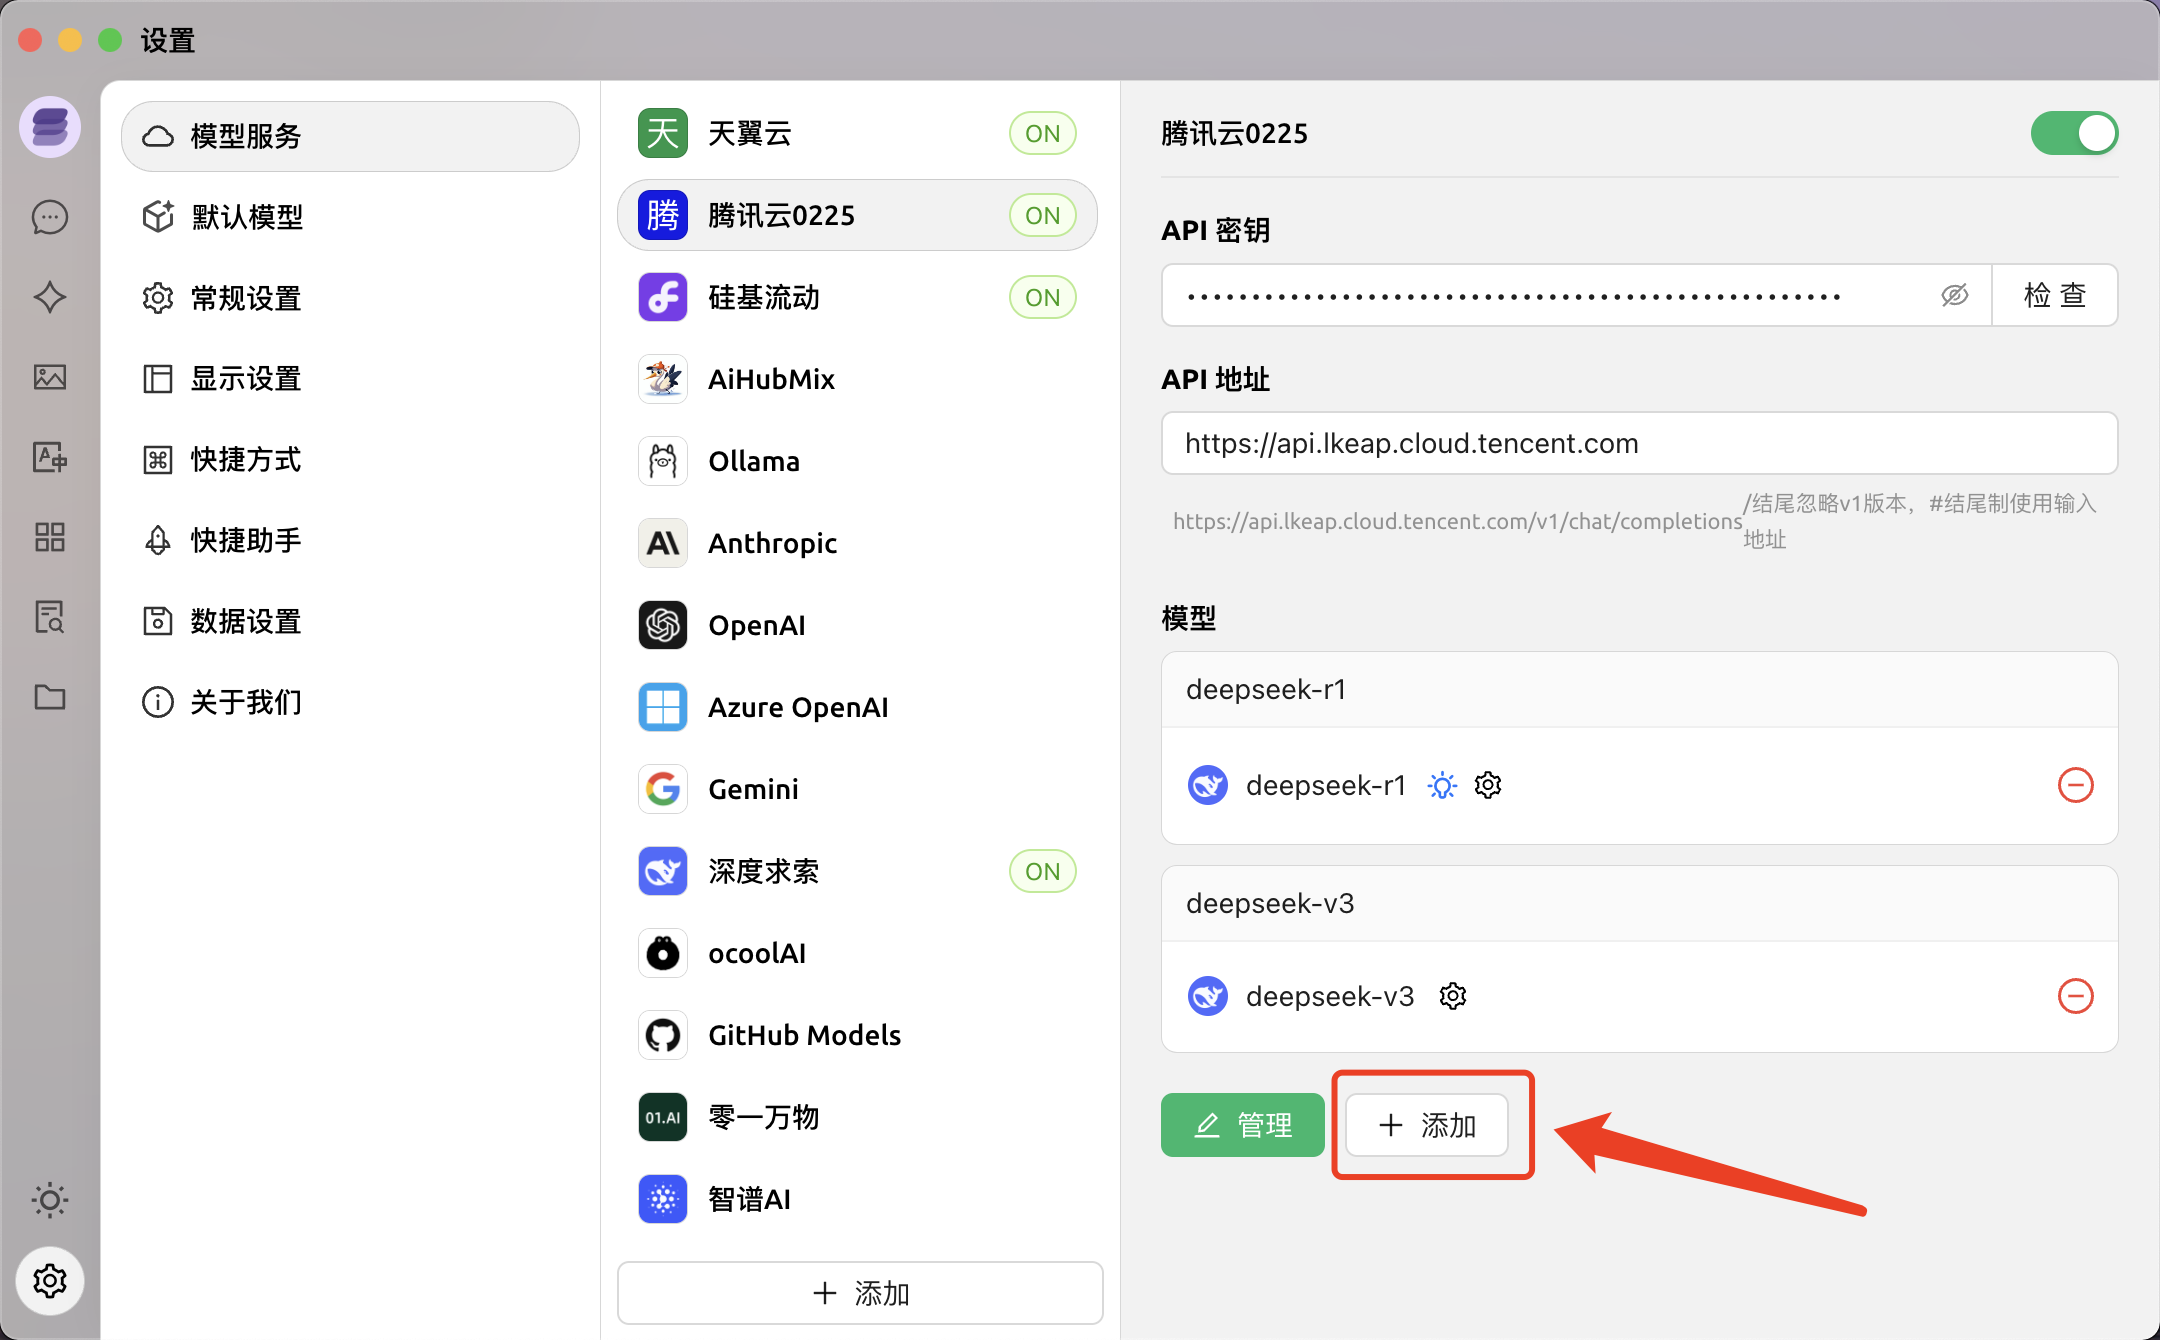 设置
模型服务
默认模型
常规设置
显示设置
快捷方式
快捷助手
数据设置
关于我们
天 天翼云 ON
腾 腾讯云0225 ON
硅基流动 ON
AiHubMix
Ollama
Anthropic
OpenAI
Azure OpenAI
Gemini
深度求索 ON
ocoolAI
GitHub Models
01.AI 零一万物
智谱AI
添加
腾讯云0225
API 密钥
••••••••••••••••••••••••••••••••••••••••••••••••••• 检 查
API 地址
https://api.lkeap.cloud.tencent.com
https://api.lkeap.cloud.tencent.com/v1/chat/completions
/结尾忽略v1版本，#结尾制使用输入
地址
模型
deepseek-r1
deepseek-r1
deepseek-v3
deepseek-v3
管理
添加